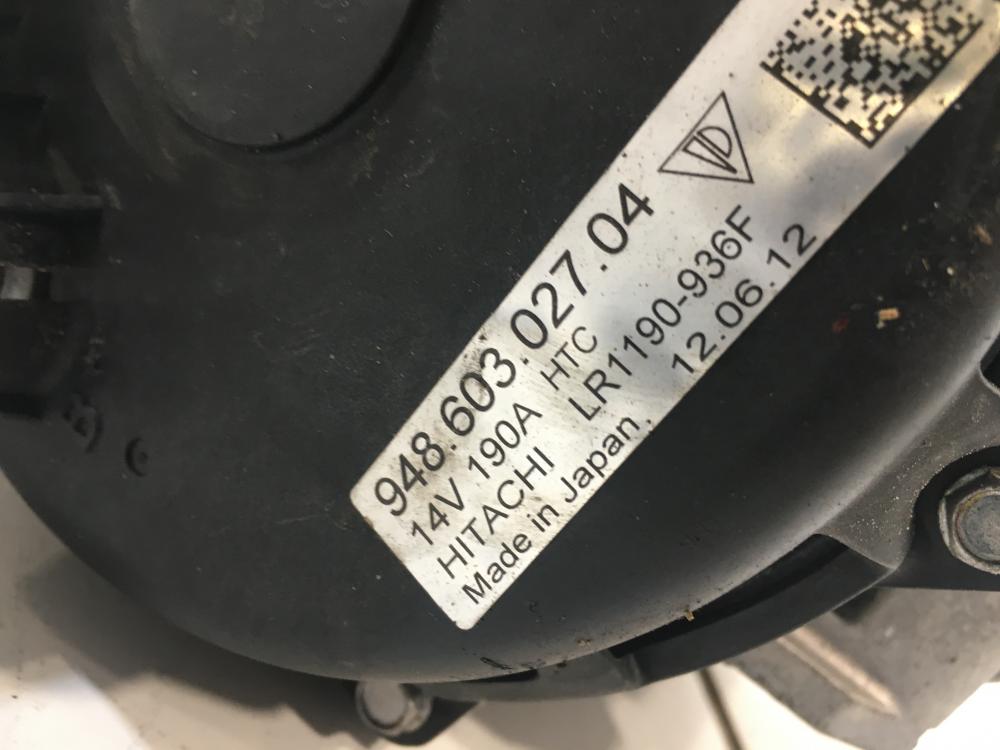 948.603.027.04
14V 190A HTC
HITACHI LR1190-936F
Made in Japan. 12.06.12